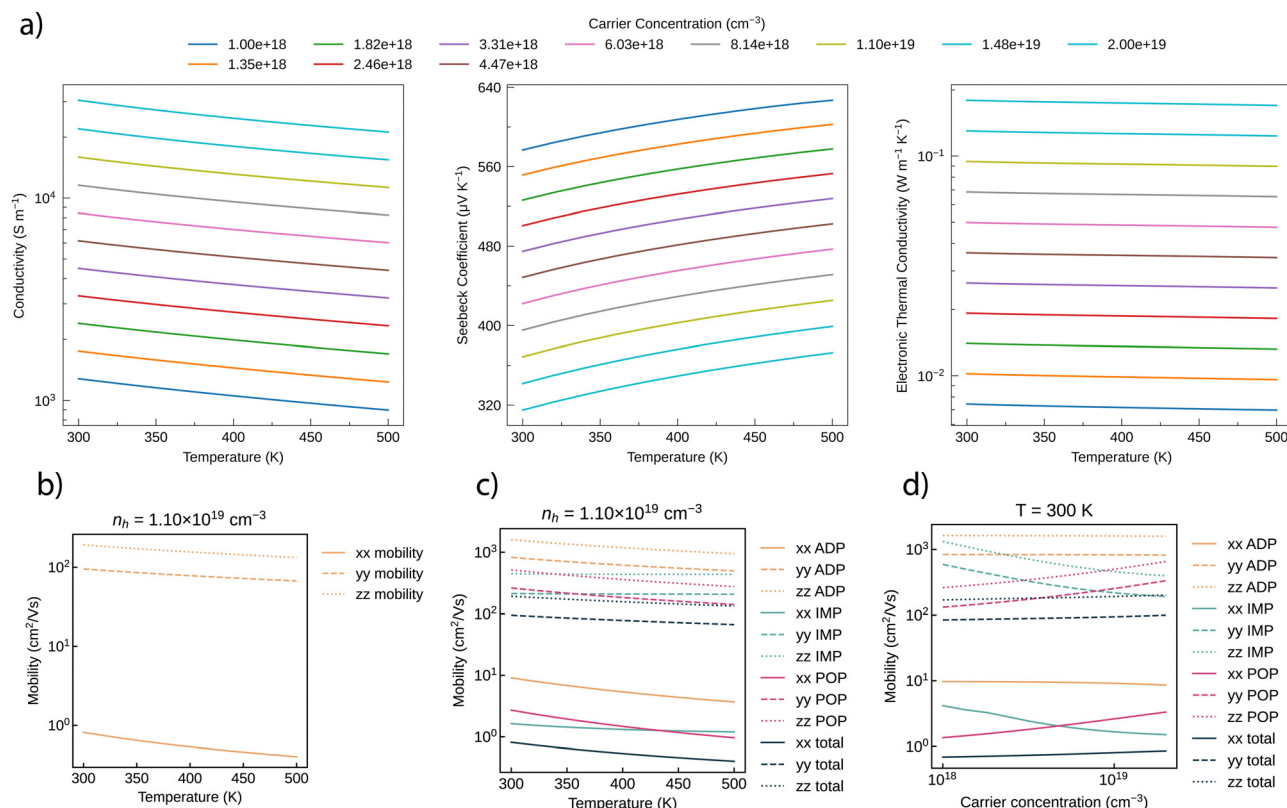 a)
Carrier Concentration (cm⁻³)
1.00e+18 1.82e+18 3.31e+18 6.03e+18 8.14e+18 1.10e+19 1.48e+19 2.00e+19
1.35e+18 2.46e+18 4.47e+18
Conductivity (S m⁻¹)
10⁴
10³
300 350 400 450 500
Temperature (K)
Seebeck Coefficient (µV K⁻¹)
640
560
480
400
320
300 350 400 450 500
Temperature (K)
Electronic Thermal Conductivity (W m⁻¹ K⁻¹)
10⁻¹
10⁻²
300 350 400 450 500
Temperature (K)
b)
n_h = 1.10×10¹⁹ cm⁻³
Mobility (cm²/Vs)
10²
10¹
10⁰
300 350 400 450 500
Temperature (K)
xx mobility
yy mobility
zz mobility
c)
n_h = 1.10×10¹⁹ cm⁻³
Mobility (cm²/Vs)
10³
10²
10¹
10⁰
300 350 400 450 500
Temperature (K)
xx ADP
yy ADP
zz ADP
xx IMP
yy IMP
zz IMP
xx POP
yy POP
zz POP
xx total
yy total
zz total
d)
T = 300 K
Mobility (cm²/Vs)
10³
10²
10¹
10⁰
10¹⁸ 10¹⁹
Carrier concentration (cm⁻³)
xx ADP
yy ADP
zz ADP
xx IMP
yy IMP
zz IMP
xx POP
yy POP
zz POP
xx total
yy total
zz total